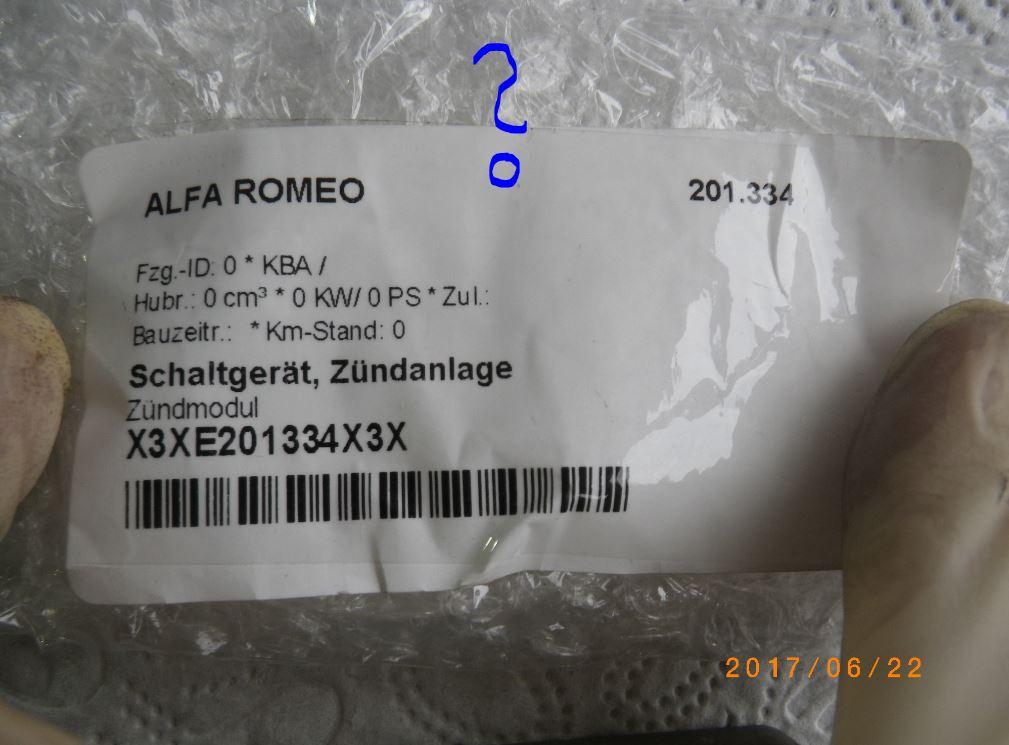 ?
ALFA ROMEO 201.334
Fzg.-ID: 0 * KBA /
Hubr.: 0 cm³ * 0 KW/ 0 PS * Zul.:
Bauzeitr.: * Km-Stand: 0
Schaltgerät, Zündanlage
Zündmodul
X3XE201334X3X
2017/06/22